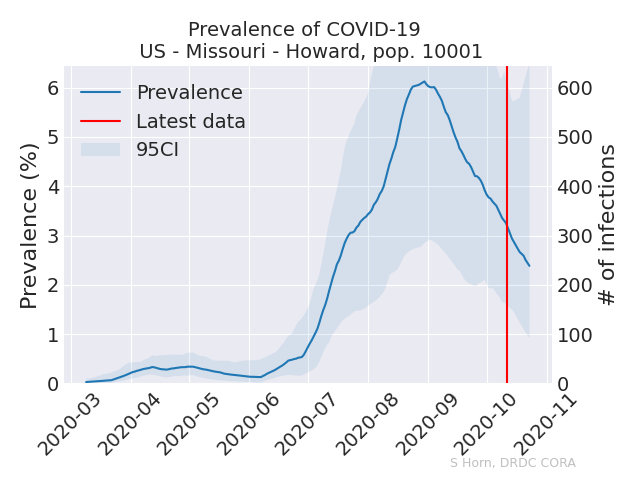 Prevalence of COVID-19
US - Missouri - Howard, pop. 10001
Prevalence
Latest data
95CI
Prevalence (%)
6
5
4
3
2
1
0
600
500
400
300
200
100
0
# of infections
2020-03
2020-04
2020-05
2020-06
2020-07
2020-08
2020-09
2020-10
2020-11
S Horn, DRDC CORA